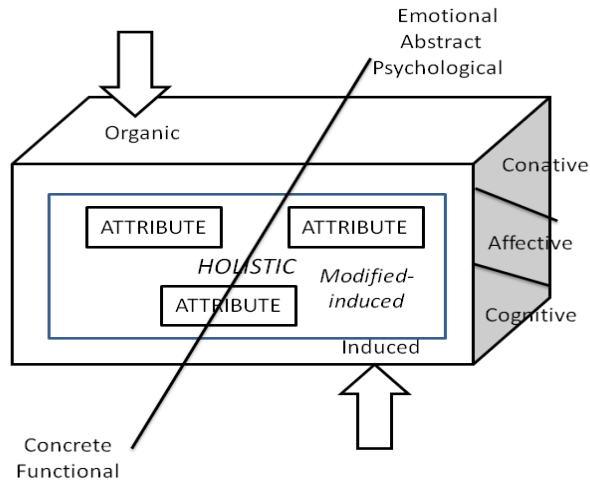 Emotional
Abstract
Psychological
Organic
Conative
ATTRIBUTE
ATTRIBUTE
Affective
HOLISTIC
Modified-
induced
ATTRIBUTE
Cognitive
Induced
Concrete
Functional